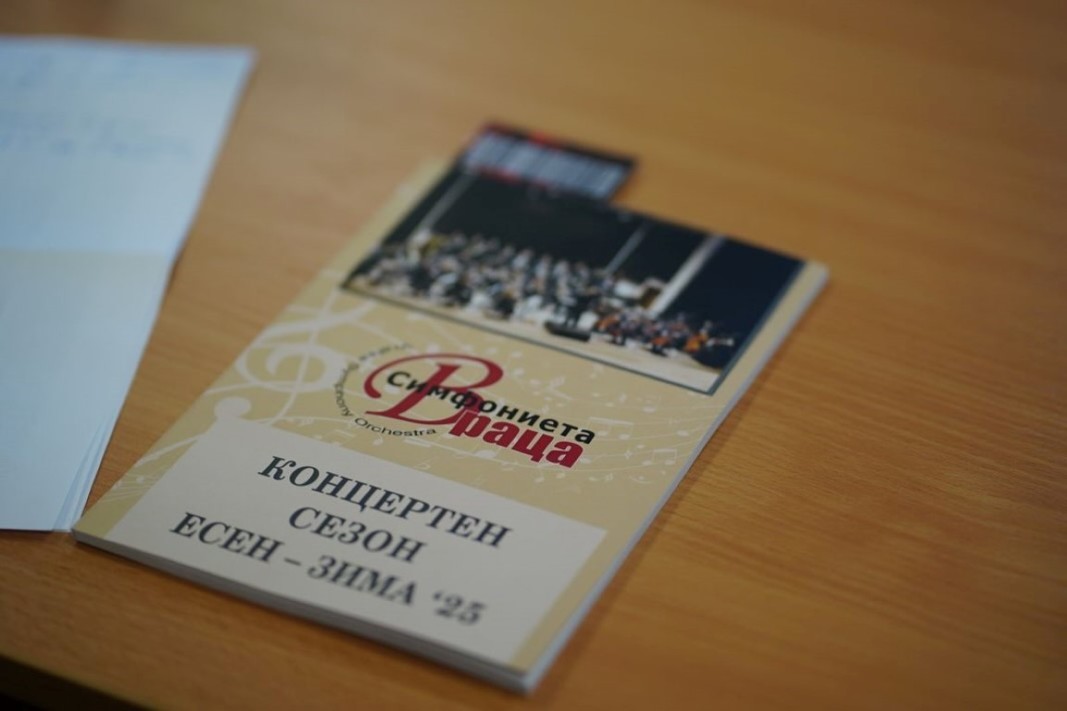 Симфониета
Враца
Symphony Orchestra
КОНЦЕРТЕН
СЕЗОН
ЕСЕН – ЗИМА ‘25